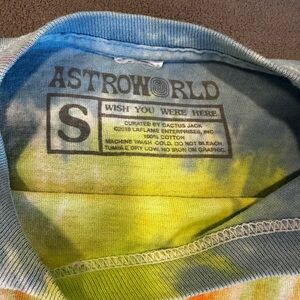 ASTROWORLD
S
WISH YOU WERE HERE
CURATED BY CACTUS JACK
©2018 LAFLAME ENTERPRISES, INC.
100% COTTON
MACHINE WASH COLD. DO NOT BLEACH.
TUMBLE DRY LOW. NO IRON ON GRAPHIC.